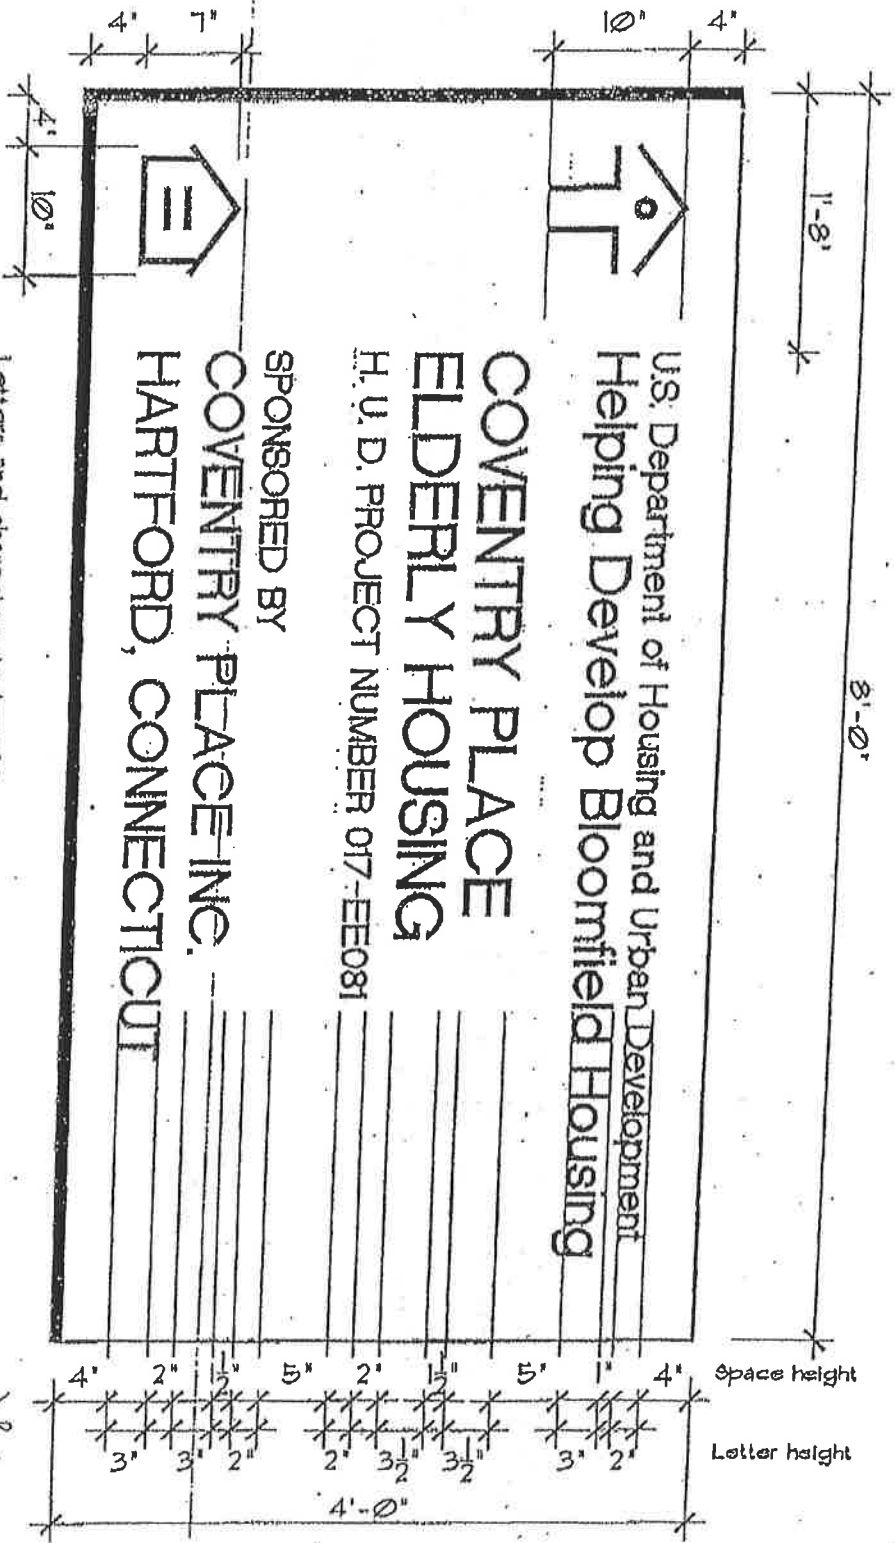 8'-0"
1'-8"
4"
10"
7"
4"
4"
10"
U.S. Department of Housing and Urban Development
Helping Develop Bloomfield Housing
COVENTRY PLACE
ELDERLY HOUSING
H. U. D. PROJECT NUMBER 017-EE081
SPONSORED BY
COVENTRY PLACE INC.
HARTFORD, CONNECTICUT
Space height
4"
1"
5"
1½"
2"
5"
1½"
2"
4"
Letter height
2"
3"
3½"
3½"
2"
2"
3"
3"
4'-0"